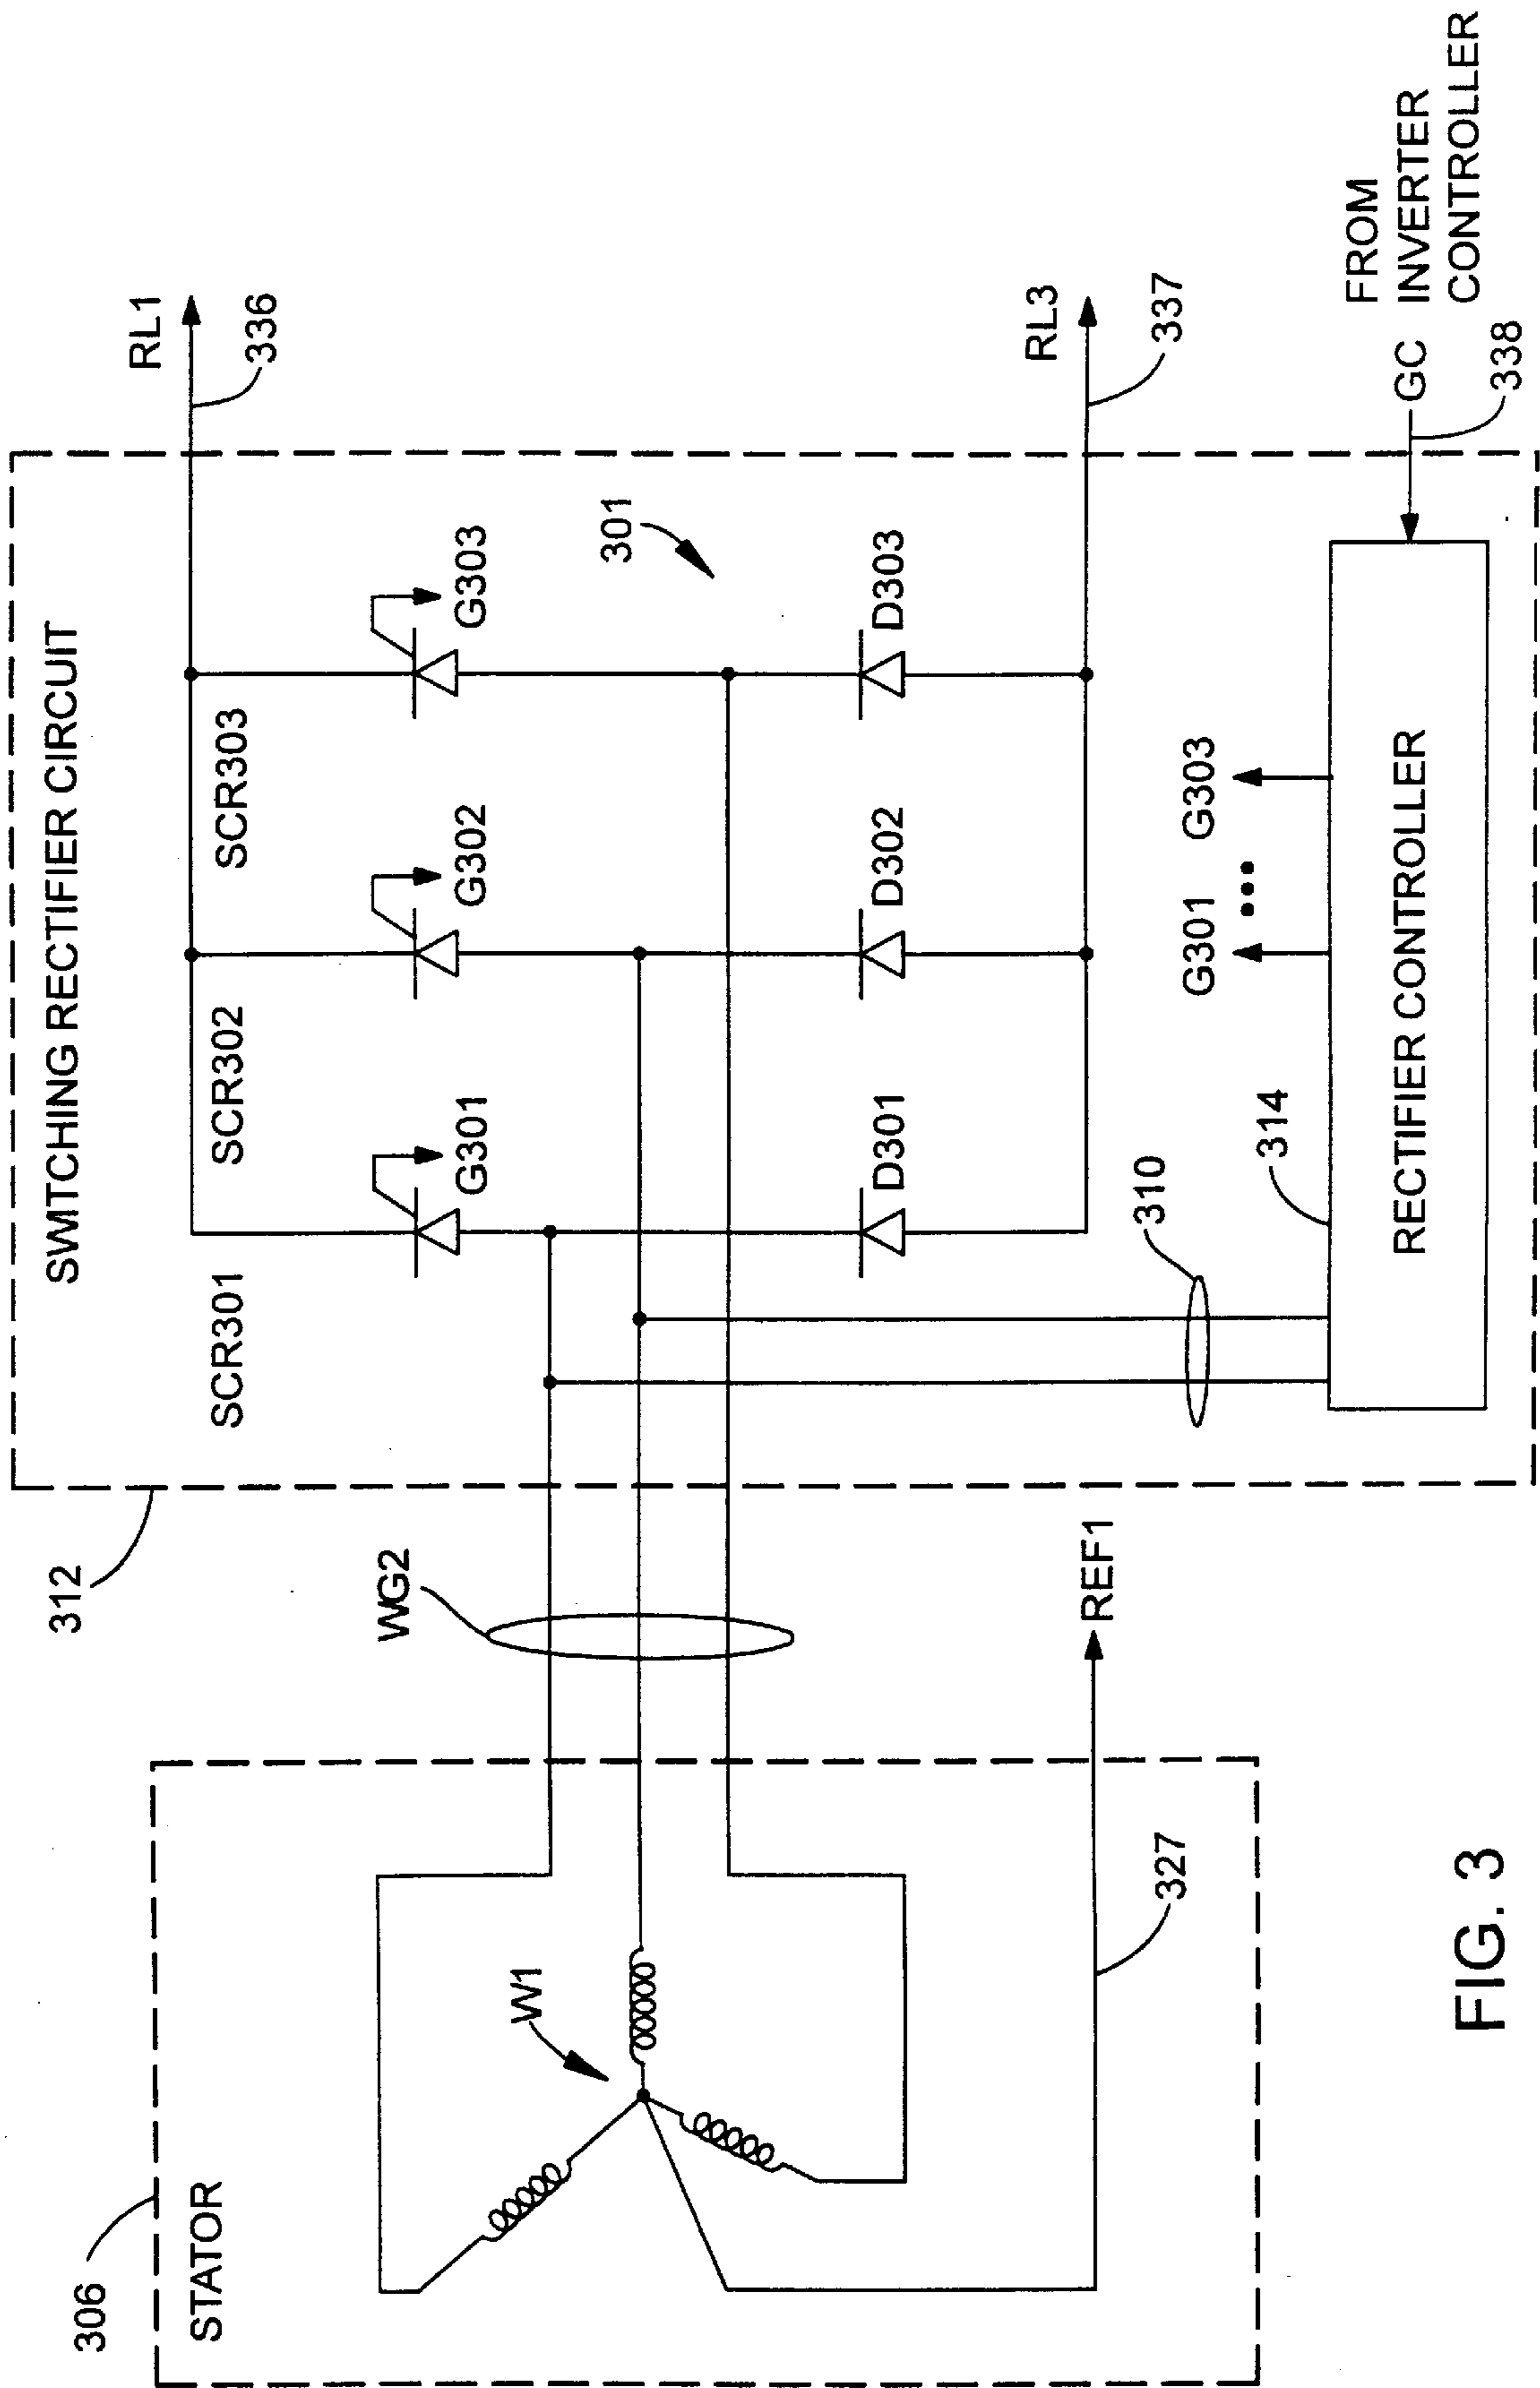 SWITCHING RECTIFIER CIRCUIT
312
RL1
336
SCR301
SCR302
SCR303
G301
G302
G303
301
D301
D302
D303
RL3
337
310
314
G301 ••• G303
RECTIFIER CONTROLLER
GC
338
FROM
INVERTER
CONTROLLER
306
STATOR
W1
WG2
REF1
327
FIG. 3